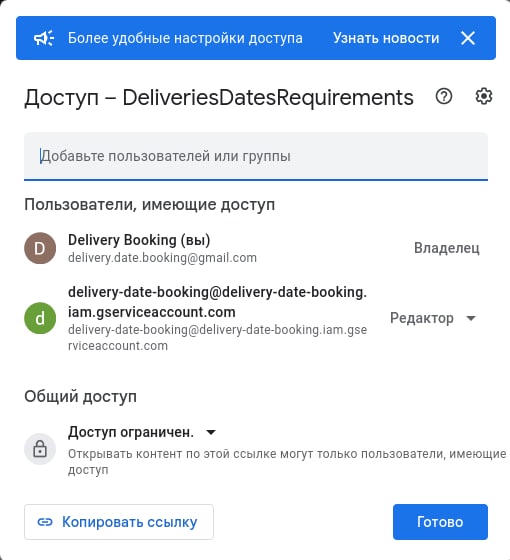 Более удобные настройки доступа Узнать новости
Доступ – DeliveriesDatesRequirements
Добавьте пользователей или группы
Пользователи, имеющие доступ
D
Delivery Booking (вы)
delivery.date.booking@gmail.com
Владелец
d
delivery-date-booking@delivery-date-booking.
iam.gserviceaccount.com
delivery-date-booking@delivery-date-booking.iam.gse
rviceaccount.com
Редактор
Общий доступ
Доступ ограничен.
Открывать контент по этой ссылке могут только пользователи, имеющие
доступ
Копировать ссылку
Готово